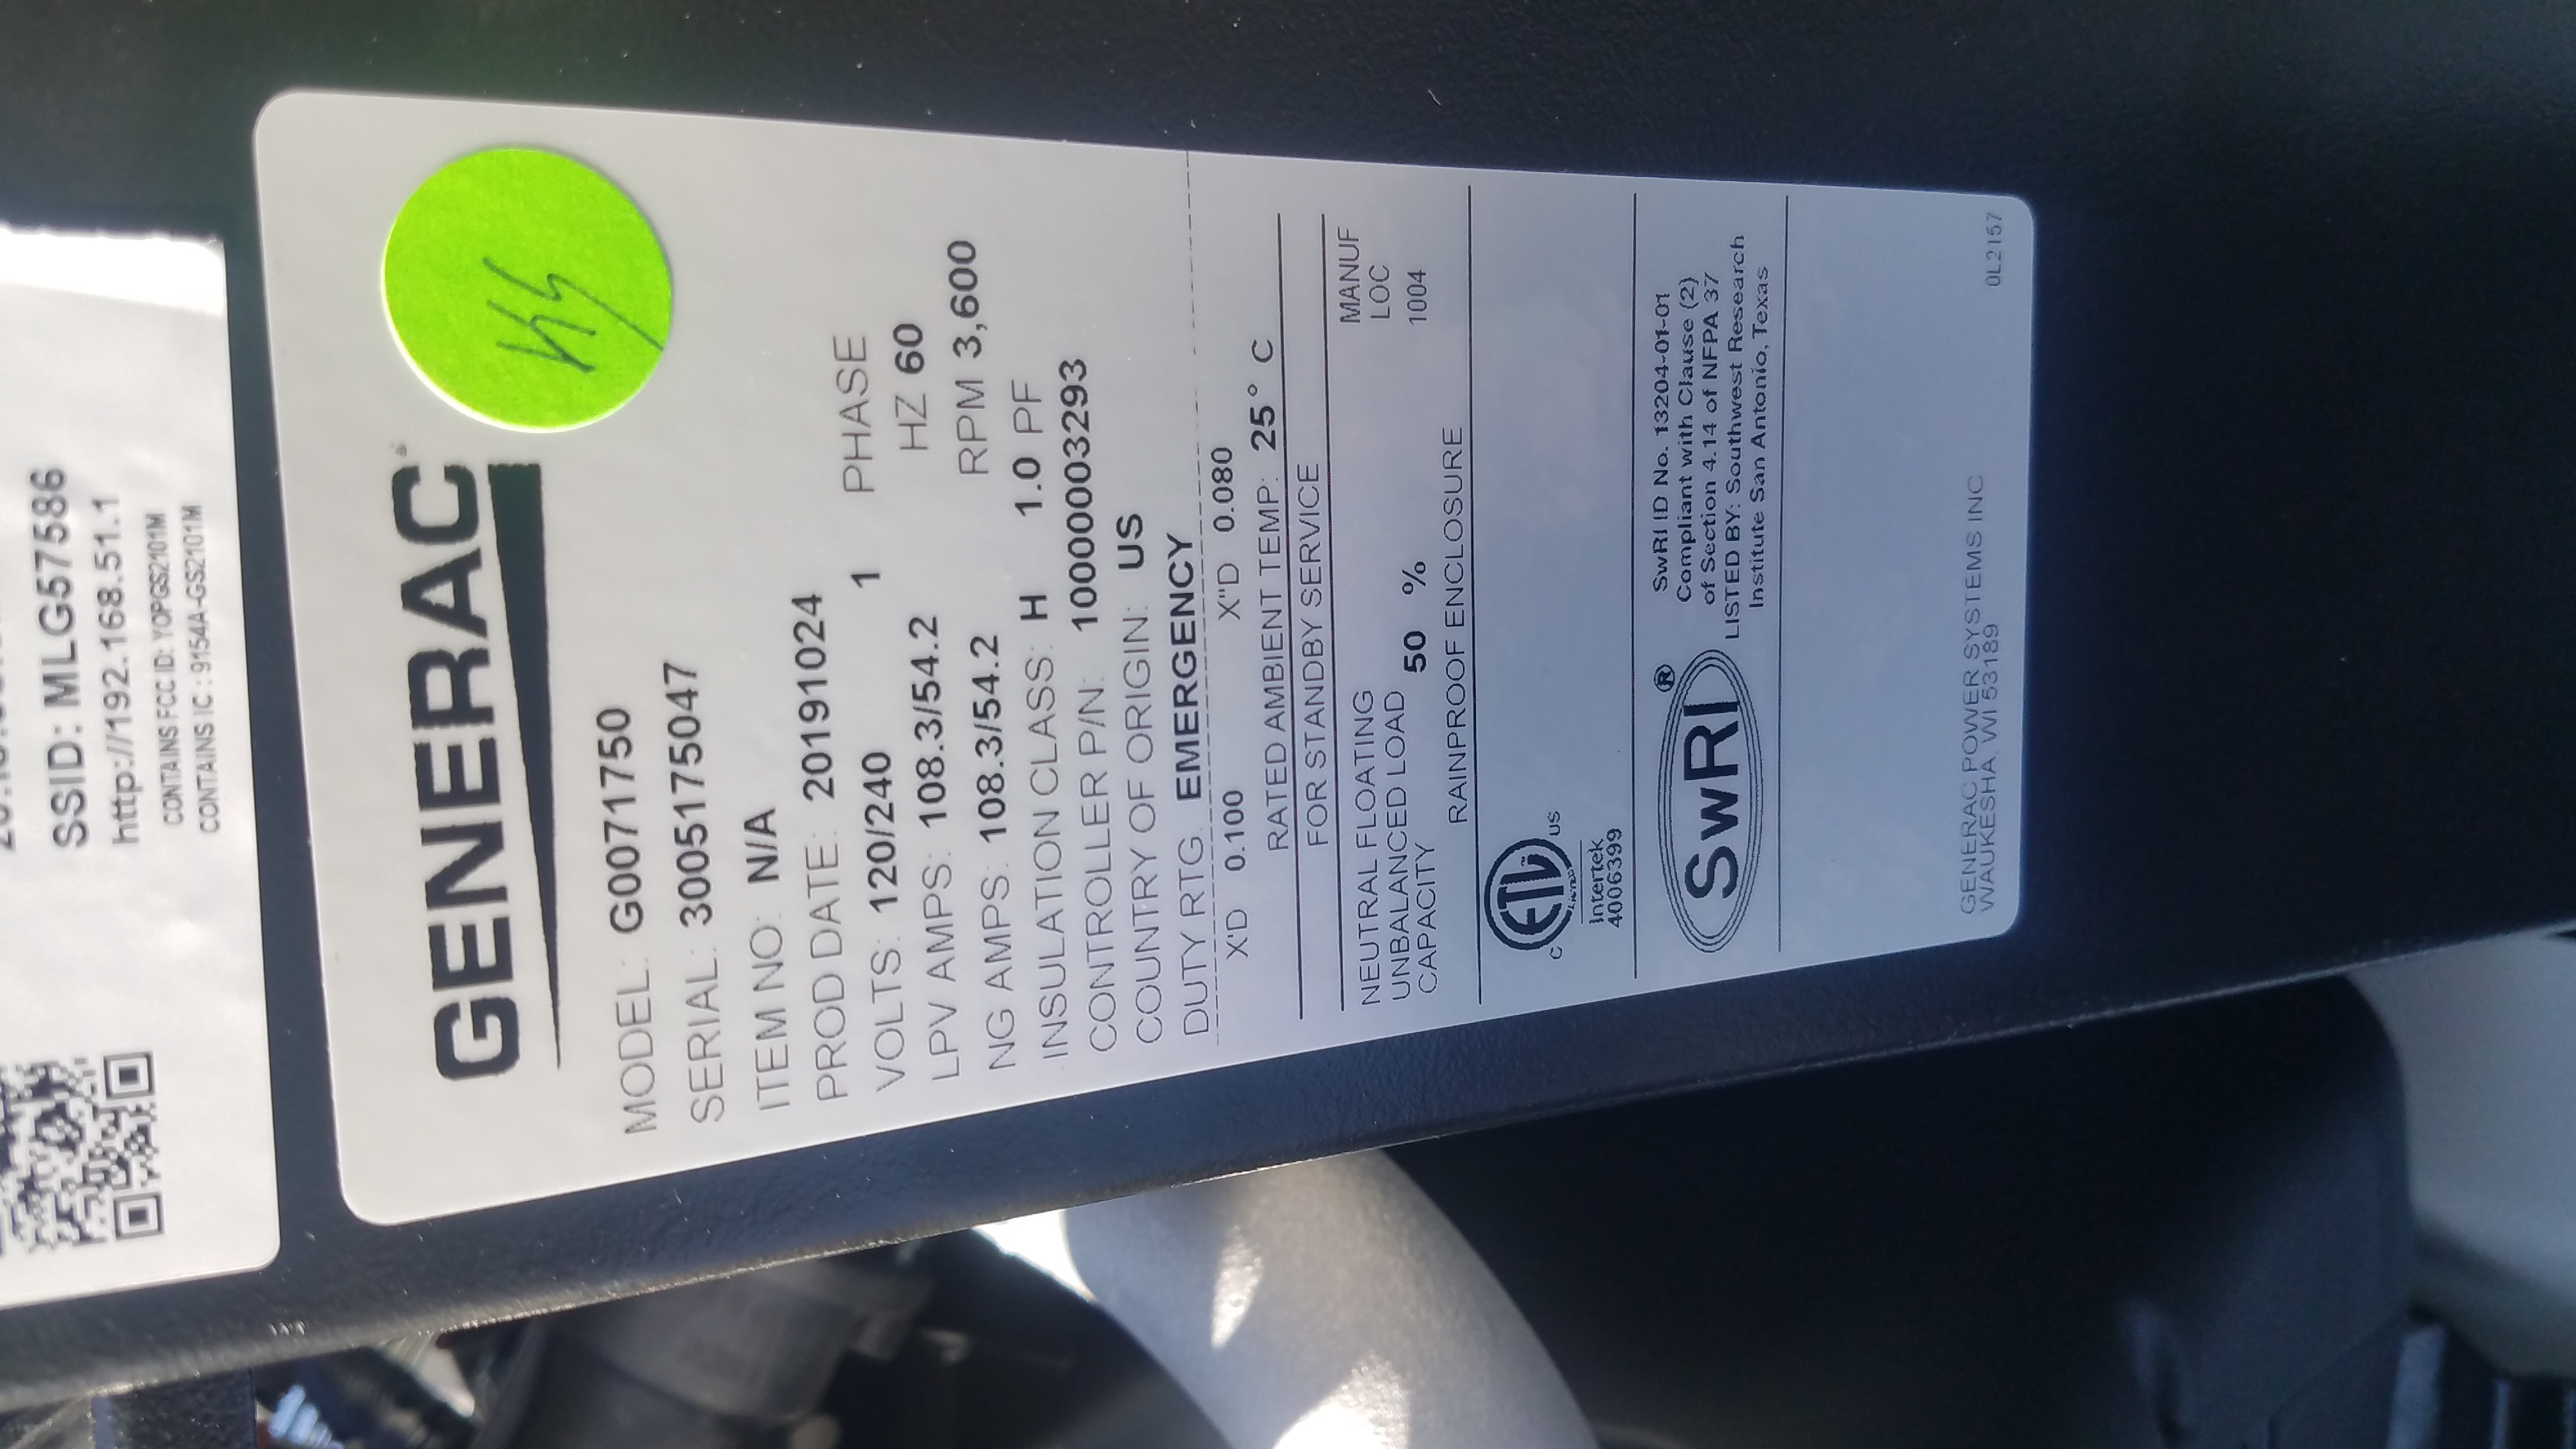 SSID: MLG57586
http://192.168.51.1
CONTAINS FCC ID: YOPGS2101M
CONTAINS IC : 9154A-GS2101M
GENERAC
KS
MODEL: G0071750
SERIAL: 3005175047
ITEM NO: N/A
PROD DATE: 20191024
VOLTS: 120/240 1 PHASE
LPV AMPS: 108.3/54.2 HZ 60
NG AMPS: 108.3/54.2 RPM 3,600
INSULATION CLASS: H 1.0 PF
CONTROLLER P/N: 10000003293
COUNTRY OF ORIGIN: US
DUTY RTG. EMERGENCY
X'D 0.100 X"D 0.080
RATED AMBIENT TEMP: 25° C
FOR STANDBY SERVICE
NEUTRAL FLOATING
UNBALANCED LOAD
CAPACITY 50 %
MANUF
LOC
1004
RAINPROOF ENCLOSURE
C ETL US
LISTED
Intertek
4006399
SwRI®
SwRI ID No. 13204-01-01
Compliant with Clause (2)
of Section 4.14 of NFPA 37
LISTED BY: Southwest Research
Institute San Antonio, Texas
GENERAC POWER SYSTEMS INC
WAUKESHA, WI 53189
0L2157